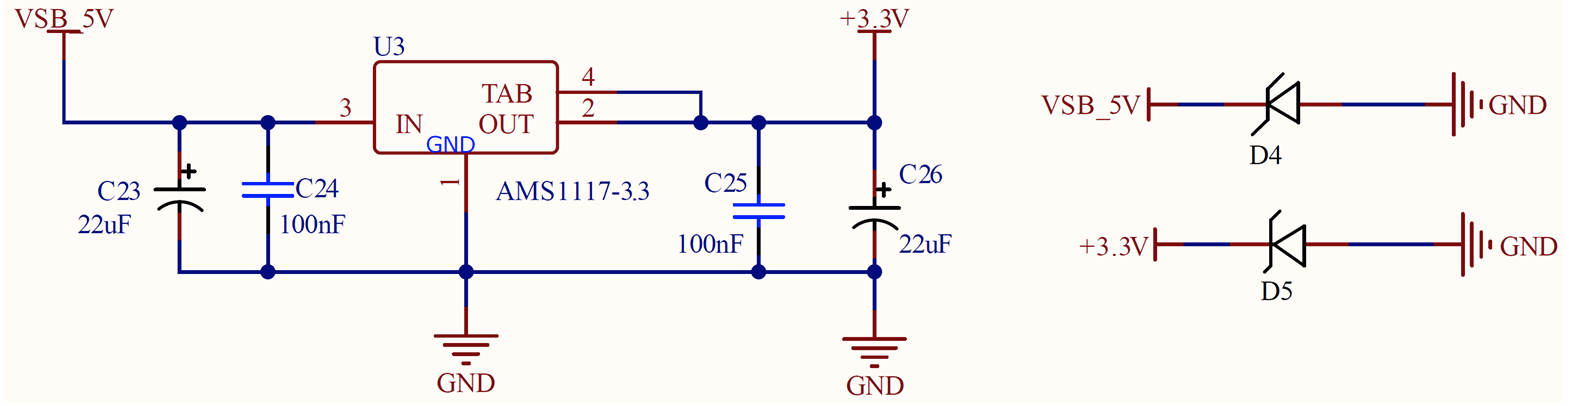 VSB_5V
+3.3V
U3
4
TAB
3
2
IN
OUT
GND
1
AMS1117-3.3
C23
22uF
C24
100nF
C25
100nF
C26
22uF
GND
GND
VSB_5V
GND
D4
+3.3V
GND
D5